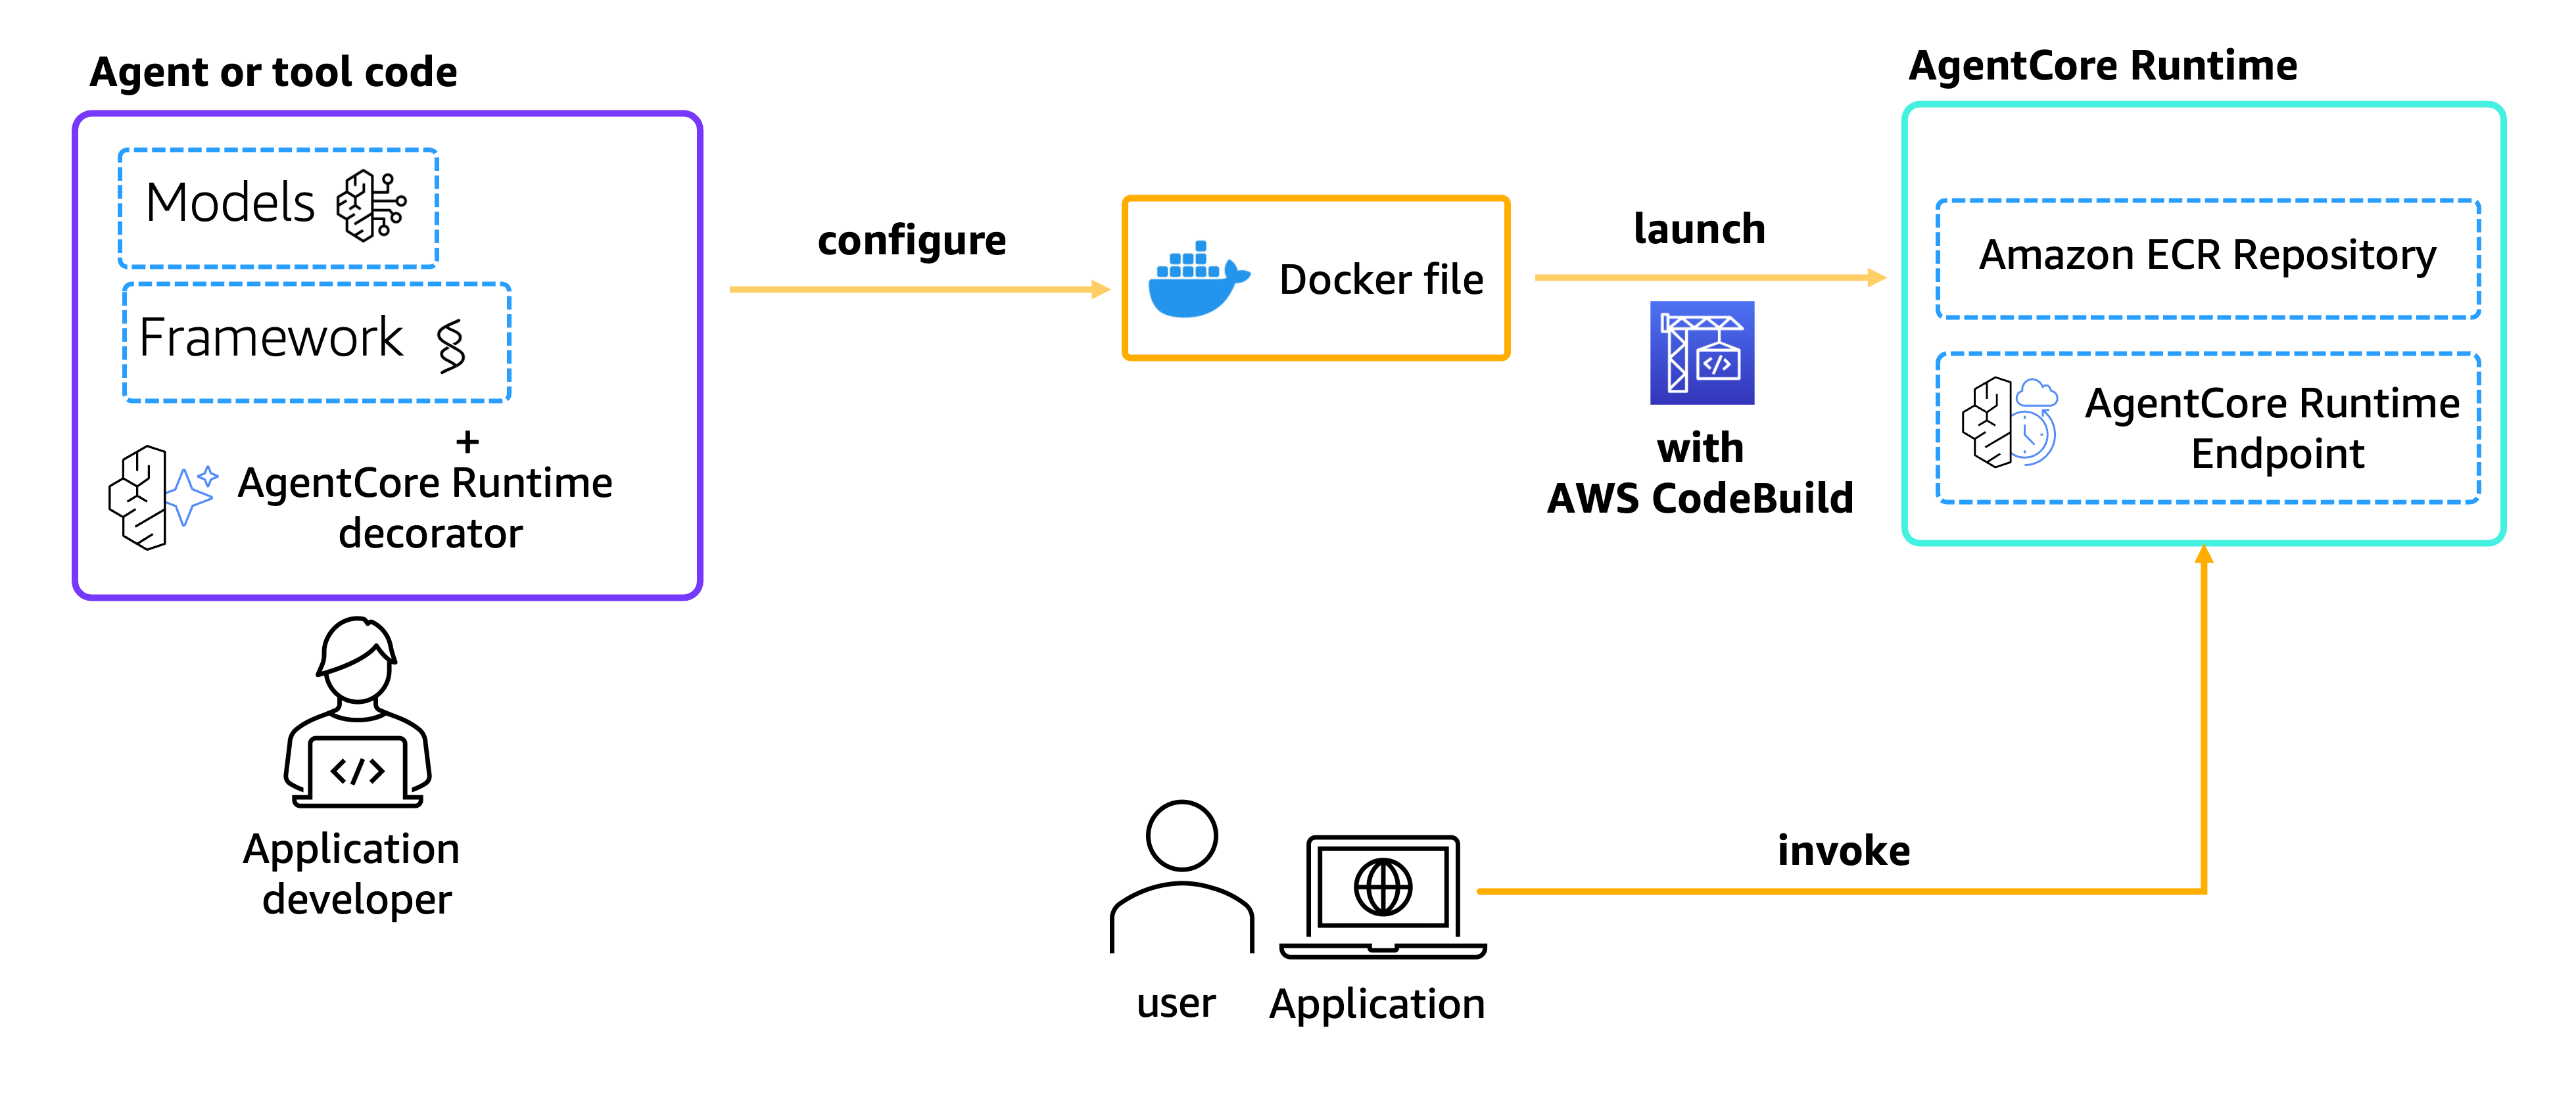 Agent or tool code
Models
Framework
+
AgentCore Runtime
decorator
Application
developer
configure
Docker file
launch
</>
with
AWS CodeBuild
AgentCore Runtime
Amazon ECR Repository
AgentCore Runtime
Endpoint
</>
user
Application
invoke